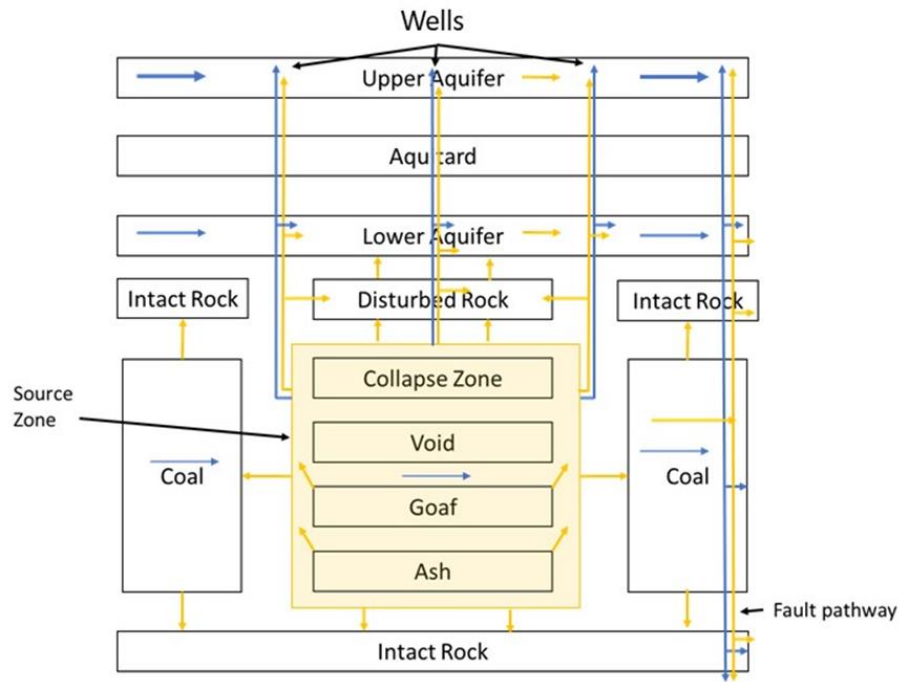 Wells
Upper Aquifer
Aquitard
Lower Aquifer
Intact Rock
Disturbed Rock
Intact Rock
Source
Zone
Collapse Zone
Void
Coal
Coal
Goaf
Ash
Fault pathway
Intact Rock